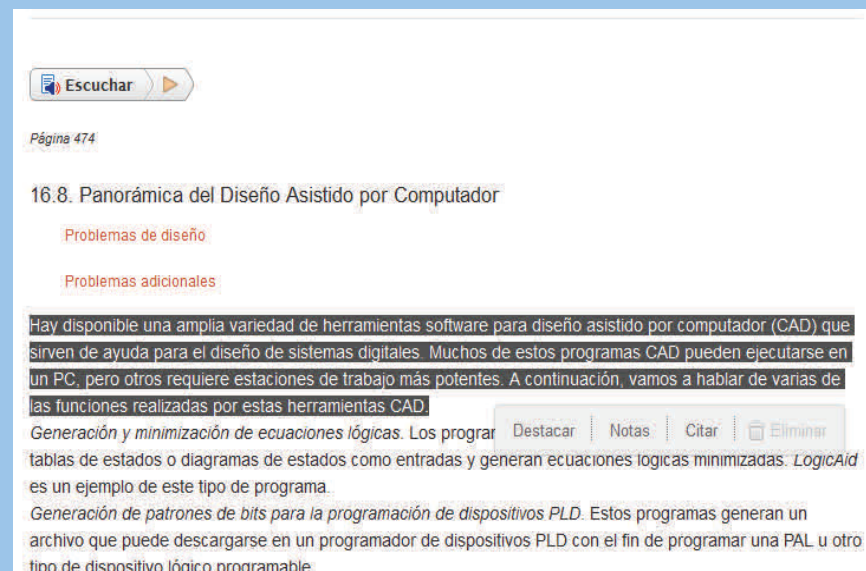 Escuchar
Página 474
16.8. Panorámica del Diseño Asistido por Computador
Problemas de diseño
Problemas adicionales
Hay disponible una amplia variedad de herramientas software para diseño asistido por computador (CAD) que
sirven de ayuda para el diseño de sistemas digitales. Muchos de estos programas CAD pueden ejecutarse en
un PC, pero otros requiere estaciones de trabajo más potentes. A continuación, vamos a hablar de varias de
las funciones realizadas por estas herramientas CAD.
Generación y minimización de ecuaciones lógicas. Los progra
Destacar Notas Citar Eliminar
tablas de estados o diagramas de estados como entradas y generan ecuaciones lógicas minimizadas. LogicAid
es un ejemplo de este tipo de programa.
Generación de patrones de bits para la programación de dispositivos PLD. Estos programas generan un
archivo que puede descargarse en un programador de dispositivos PLD con el fin de programar una PAL u otro
tipo de dispositivo lógico programable.